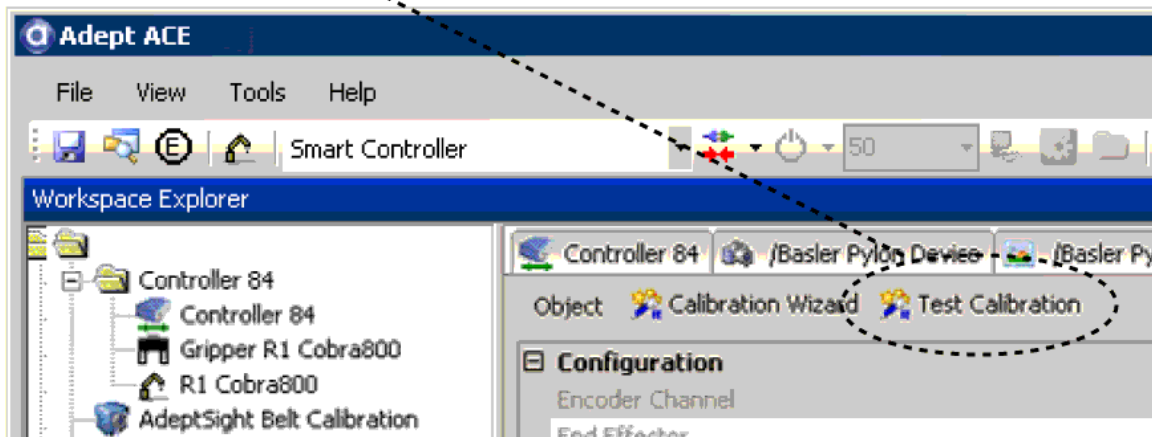 Adept ACE
File View Tools Help
E Smart Controller 50
Workspace Explorer
Controller 84 /Basler Pylon Device /Basler Py
Controller 84
Object Calibration Wizard Test Calibration
Controller 84
Gripper R1 Cobra800
Configuration
R1 Cobra800
Encoder Channel
AdeptSight Belt Calibration
End Effector